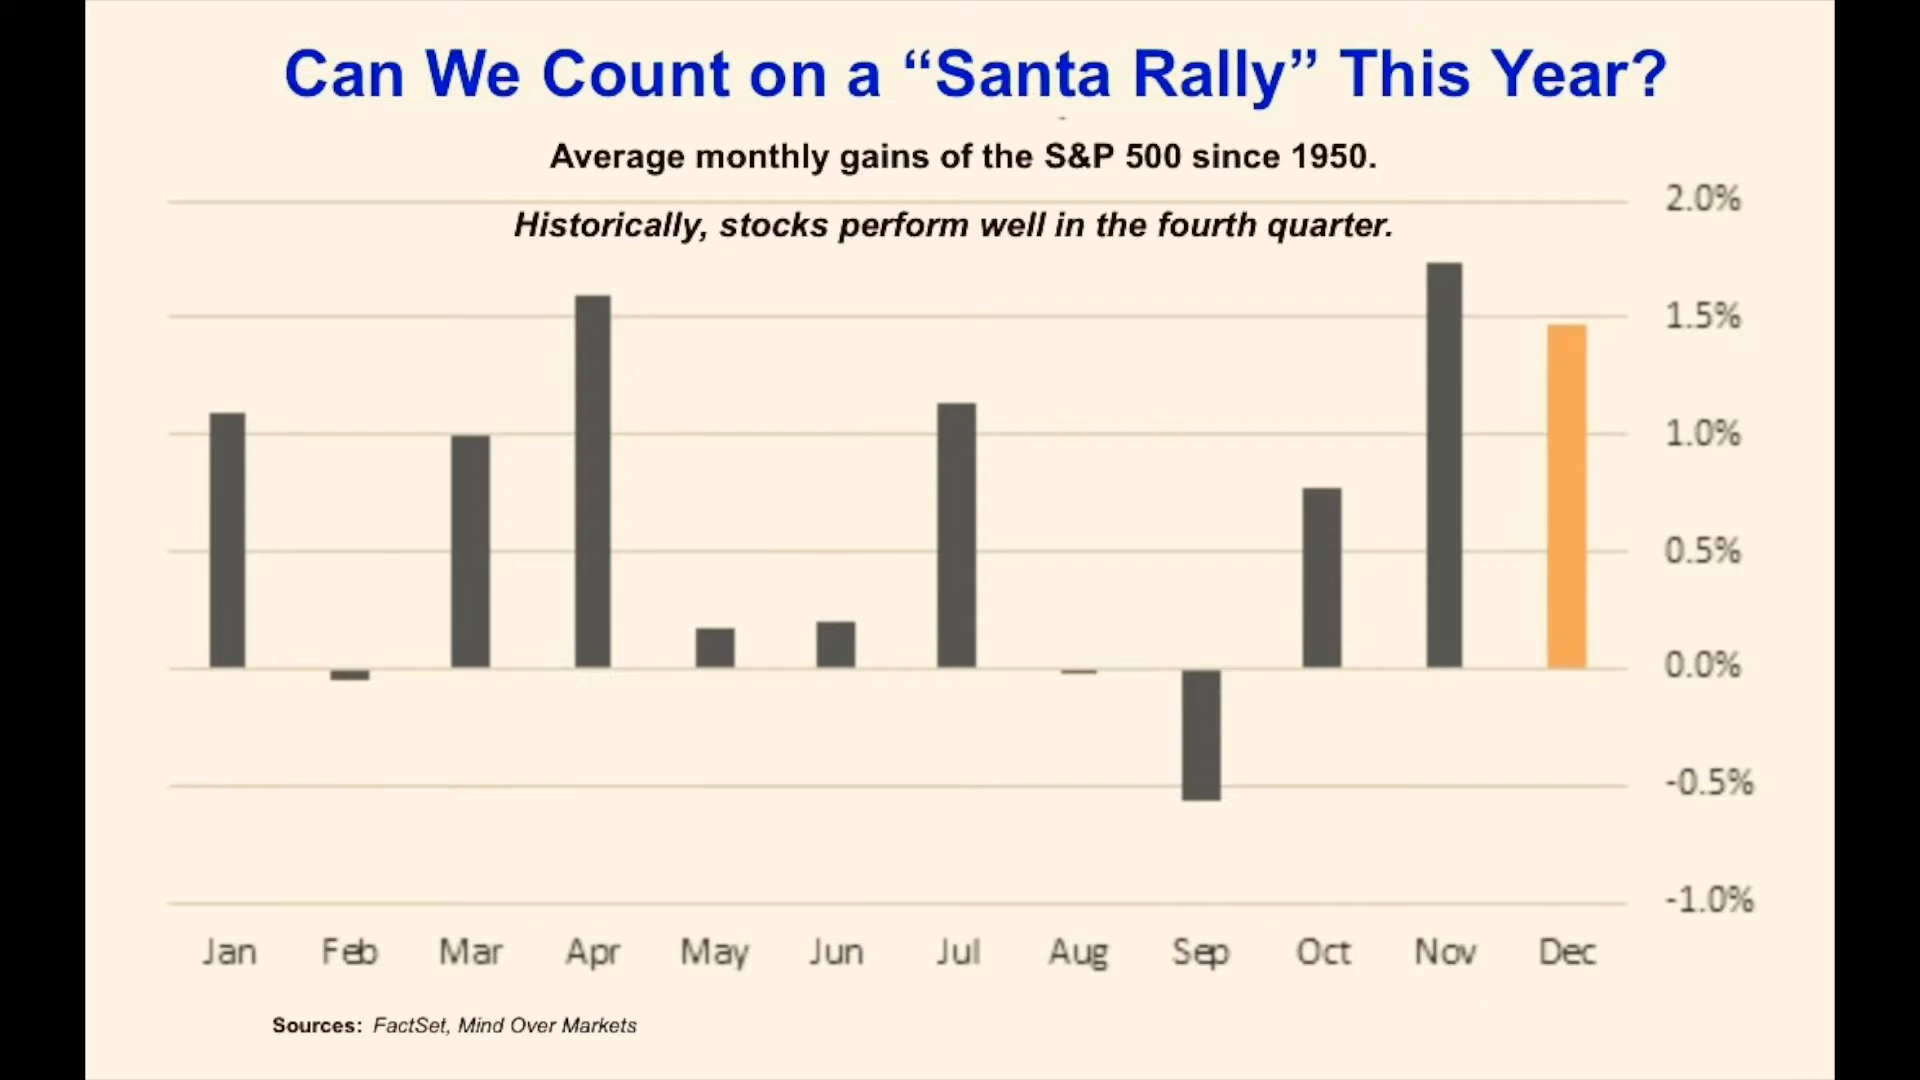 Can We Count on a “Santa Rally” This Year?
Average monthly gains of the S&P 500 since 1950.
2.0%
Historically, stocks perform well in the fourth quarter.
1.5%
1.0%
0.5%
0.0%
-0.5%
-1.0%
Jan Feb Mar Apr May Jun Jul Aug Sep Oct Nov Dec
Sources: FactSet, Mind Over Markets